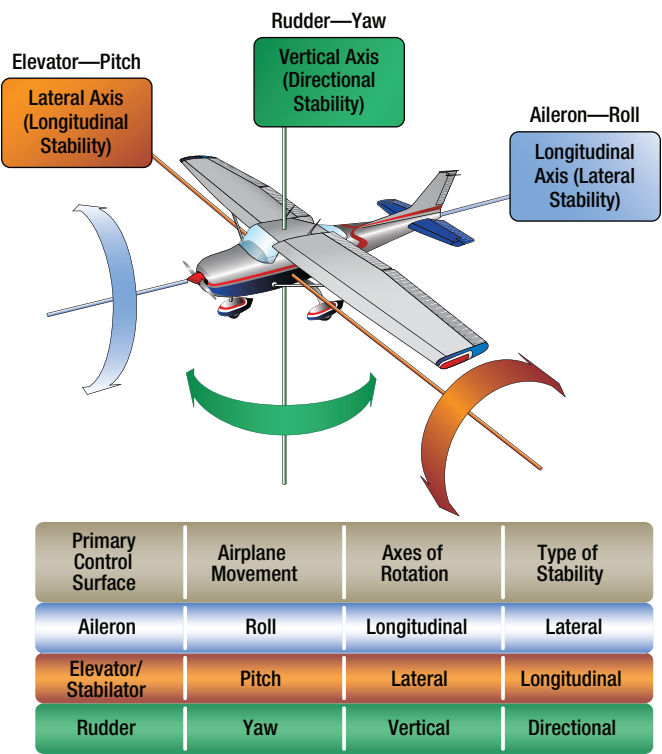 Rudder—Yaw
Vertical Axis
(Directional
Stability)
Elevator—Pitch
Lateral Axis
(Longitudinal
Stability)
Aileron—Roll
Longitudinal
Axis (Lateral
Stability)
Primary
Control
Surface
Airplane
Movement
Axes of
Rotation
Type of
Stability
Aileron
Roll
Longitudinal
Lateral
Elevator/
Stabilator
Pitch
Lateral
Longitudinal
Rudder
Yaw
Vertical
Directional